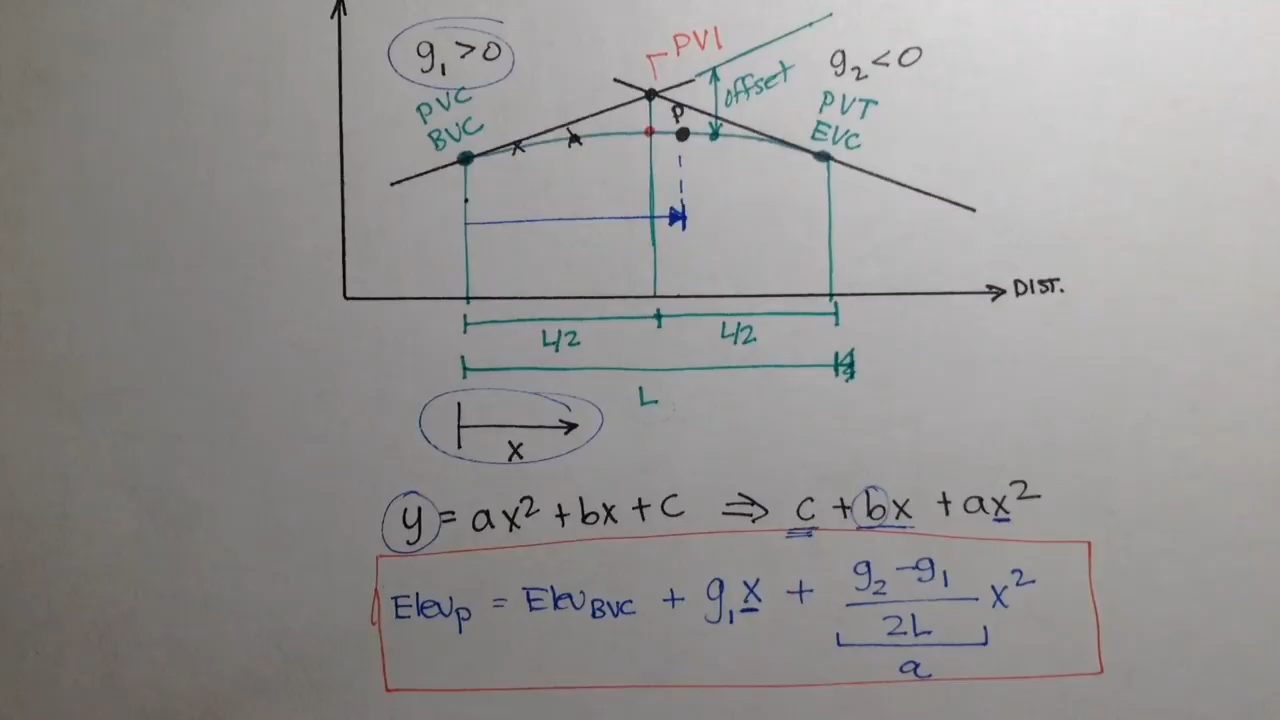 g₁>0
PVI
g₂<0
PVC
BVC
offset
P
PVT
EVC
DIST.
L/2
L/2
L
x
y = ax² + bx + c ⇒ c + bx + ax²
Elevp = ElevBVC + g₁x + (g₂-g₁)/2L x²
a